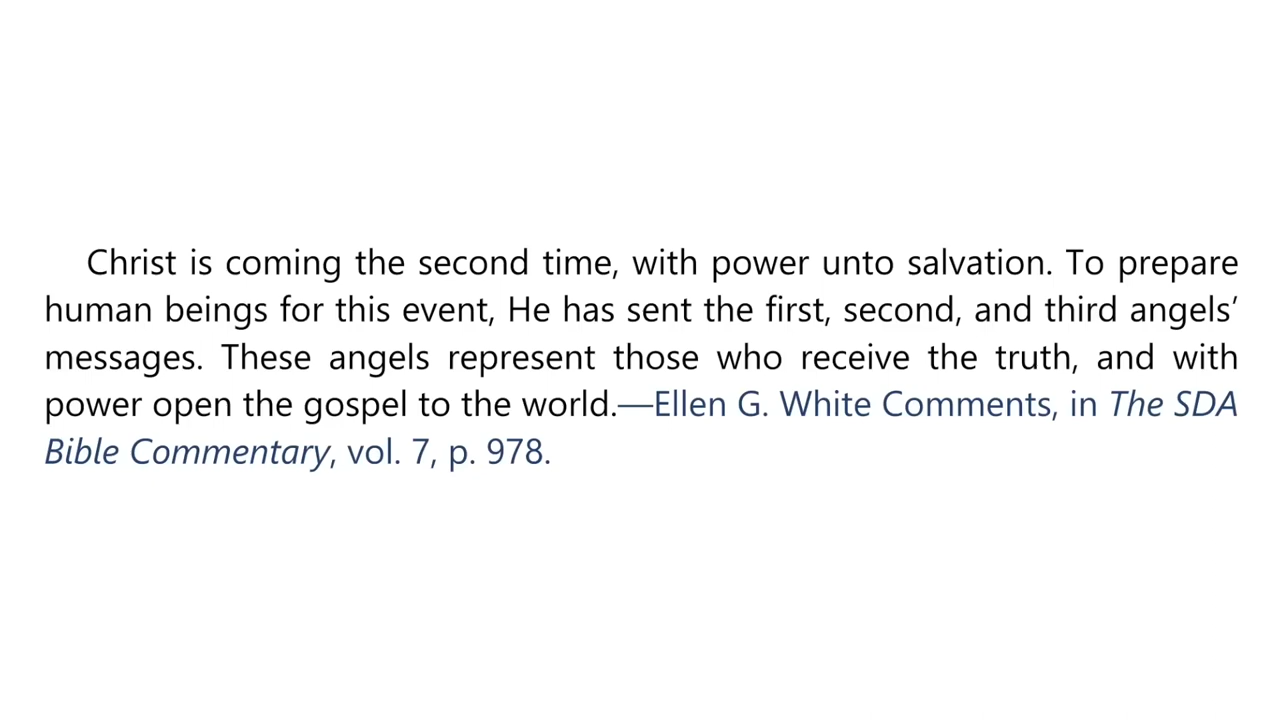 Christ is coming the second time, with power unto salvation. To prepare
human beings for this event, He has sent the first, second, and third angels’
messages. These angels represent those who receive the truth, and with
power open the gospel to the world.—Ellen G. White Comments, in The SDA
Bible Commentary, vol. 7, p. 978.